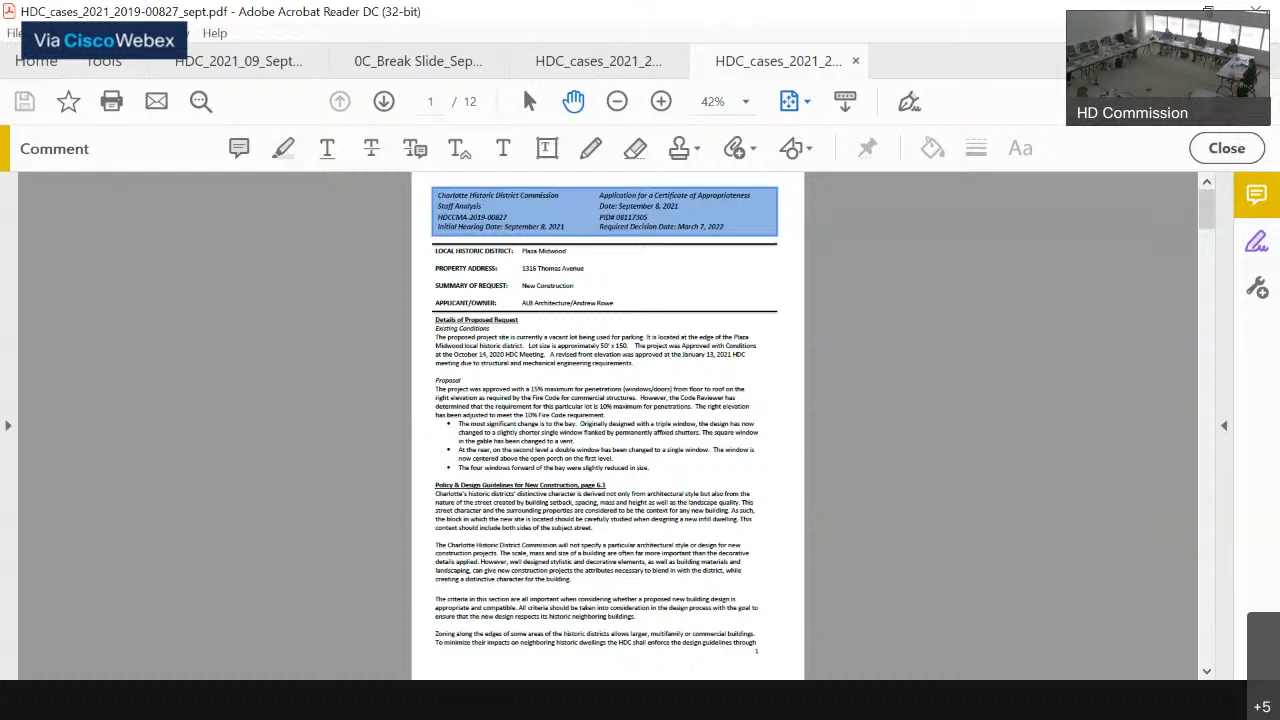 HDC_cases_2021_2019-00827_sept.pdf - Adobe Acrobat Reader DC (32-bit)
Via Cisco Webex
Help
Home Tools HDC_2021_09_Sept... 0C_Break Slide_Sep... HDC_cases_2021_2... HDC_cases_2021_2... ×
1 / 12 42%
HD Commission
Comment
Close
Charlotte Historic District Commission
Staff Analysis
HDCCMA-2019-00827
Initial Hearing Date: September 8, 2021
Application for a Certificate of Appropriateness
Date: September 8, 2021
PID# 08117305
Required Decision Date: March 7, 2022
LOCAL HISTORIC DISTRICT: Plaza Midwood
PROPERTY ADDRESS: 1316 Thomas Avenue
SUMMARY OF REQUEST: New Construction
APPLICANT/OWNER: ALB Architecture/Andrew Rowe
Details of Proposed Request
Existing Conditions
The proposed project site is currently a vacant lot being used for parking. It is located at the edge of the Plaza
Midwood local historic district. Lot size is approximately 50' x 150. The project was Approved with Conditions
at the October 14, 2020 HDC Meeting. A revised front elevation was approved at the January 13, 2021 HDC
meeting due to structural and mechanical engineering requirements.
Proposal
The project was approved with a 15% maximum for penetrations (windows/doors) from floor to roof on the
right elevation as required by the Fire Code for commercial structures. However, the Code Reviewer has
determined that the requirement for this particular lot is 10% maximum for penetrations. The right elevation
has been adjusted to meet the 10% Fire Code requirement.
• The most significant change is to the bay. Originally designed with a triple window, the design has now
changed to a slightly shorter single window flanked by permanently affixed shutters. The square window
in the gable has been changed to a vent.
• At the rear, on the second level a double window has been changed to a single window. The window is
now centered above the open porch on the first level.
• The four windows forward of the bay were slightly reduced in size.
Policy & Design Guidelines for New Construction, page 6.1
Charlotte's historic districts' distinctive character is derived not only from architectural style but also from the
nature of the street created by building setback, spacing, mass and height as well as the landscape quality. This
street character and the surrounding properties are considered to be the context for any new building. As such,
the block in which the new site is located should be carefully studied when designing a new infill dwelling. This
context should include both sides of the subject street.
The Charlotte Historic District Commission will not specify a particular architectural style or design for new
construction projects. The scale, mass and size of a building are often far more important than the decorative
details applied. However, well designed stylistic and decorative elements, as well as building materials and
landscaping, can give new construction projects the attributes necessary to blend in with the district, while
creating a distinctive character for the building.
The criteria in this section are all important when considering whether a proposed new building design is
appropriate and compatible. All criteria should be taken into consideration in the design process with the goal to
ensure that the new design respects its historic neighboring buildings.
Zoning along the edges of some areas of the historic districts allows larger, multifamily or commercial buildings.
To minimize their impacts on neighboring historic dwellings the HDC shall enforce the design guidelines through
1
+5